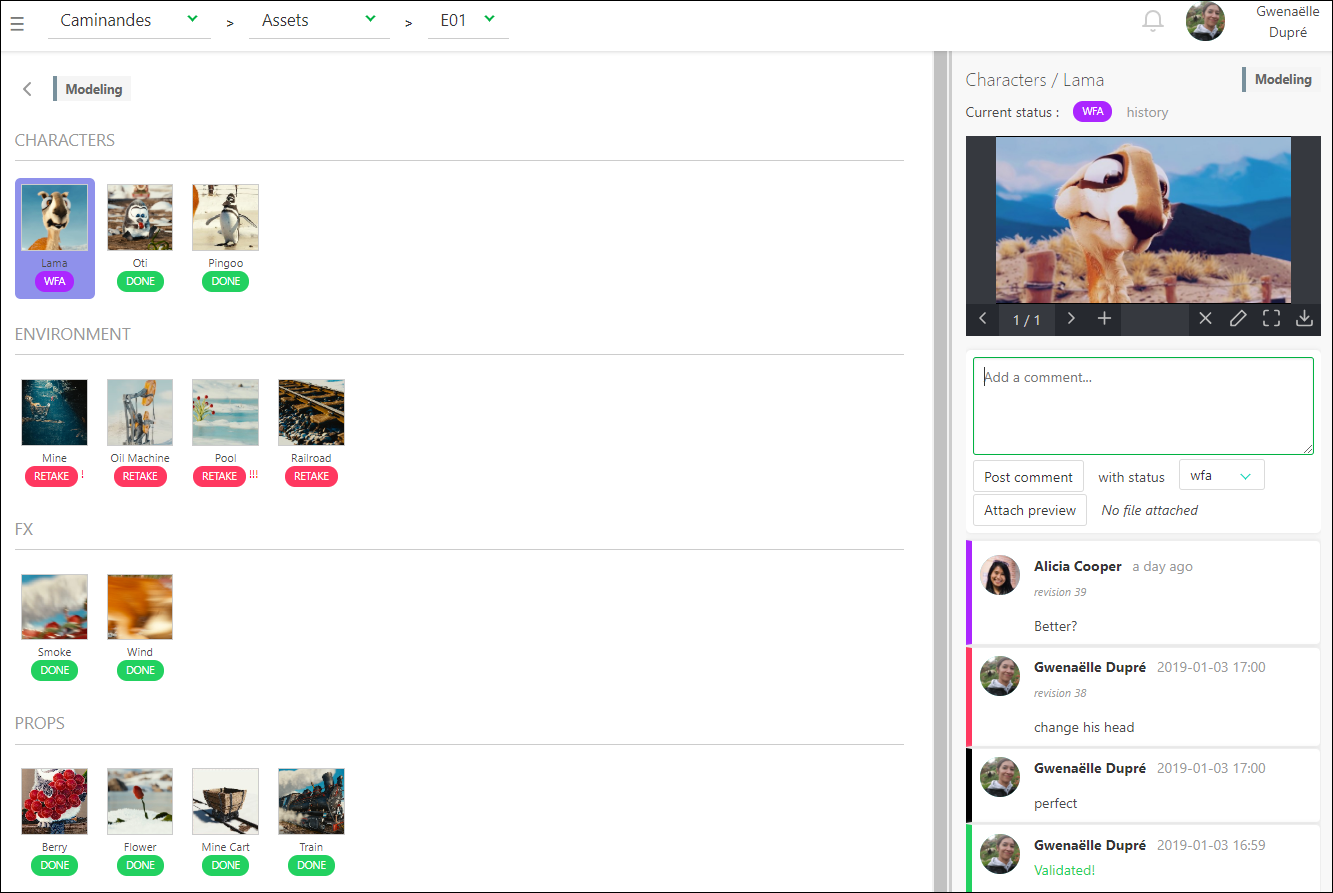 Caminandes > Assets > E01
Gwenaëlle
Dupré
Modeling
CHARACTERS
Lama Oti Pingoo
WFA DONE DONE
ENVIRONMENT
Mine Oil Machine Pool Railroad
RETAKE ! RETAKE RETAKE !!! RETAKE
FX
Smoke Wind
DONE DONE
PROPS
Berry Flower Mine Cart Train
DONE DONE DONE DONE
Characters / Lama Modeling
Current status : WFA history
1 / 1
Add a comment...
Post comment with status wfa
Attach preview No file attached
Alicia Cooper a day ago
revision 39
Better?
Gwenaëlle Dupré 2019-01-03 17:00
revision 38
change his head
Gwenaëlle Dupré 2019-01-03 17:00
perfect
Gwenaëlle Dupré 2019-01-03 16:59
Validated!